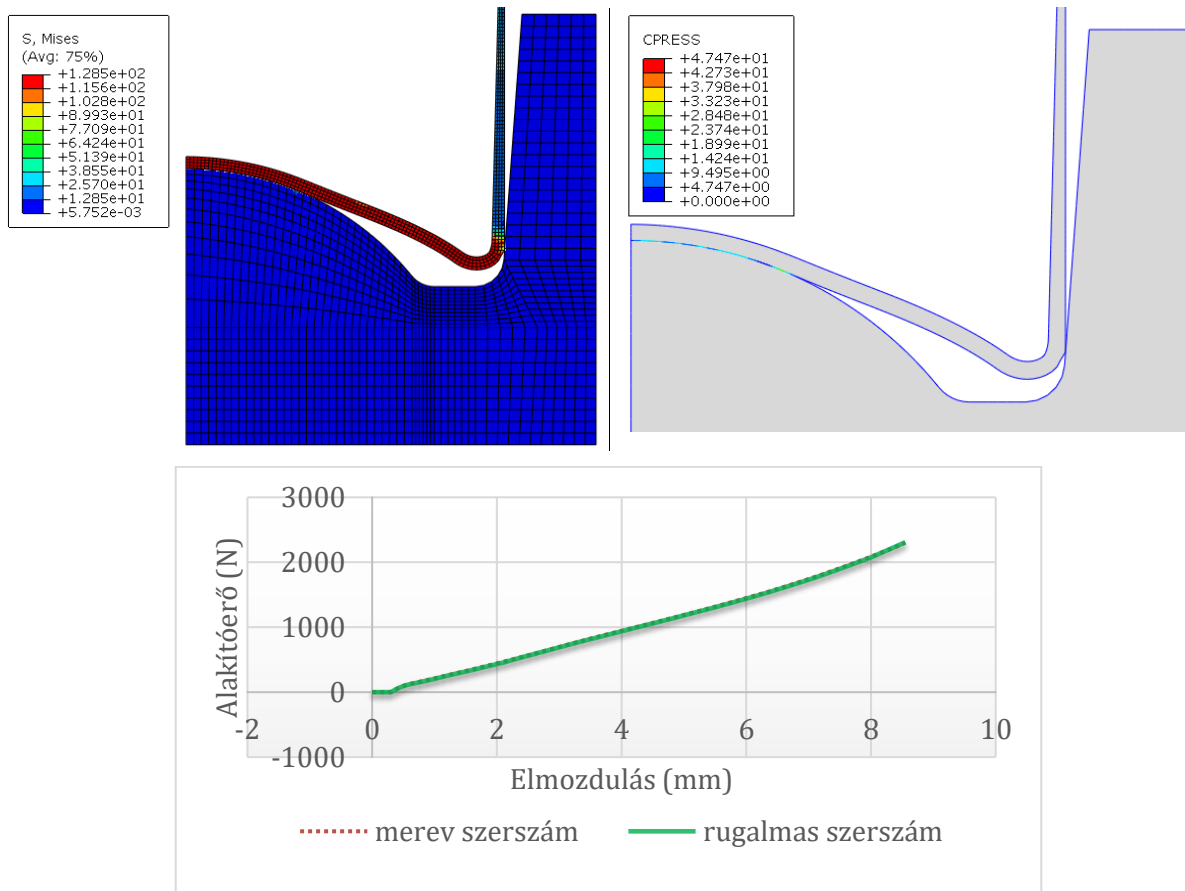 S, Mises
(Avg: 75%)
+1.285e+02
+1.156e+02
+1.028e+02
+8.993e+01
+7.709e+01
+6.424e+01
+5.139e+01
+3.855e+01
+2.570e+01
+1.285e+01
+5.752e-03
CPRESS
+4.747e+01
+4.273e+01
+3.798e+01
+3.323e+01
+2.848e+01
+2.374e+01
+1.899e+01
+1.424e+01
+9.495e+00
+4.747e+00
+0.000e+00
Alakítóerő (N)
3000
2000
1000
0
-1000
-2 0 2 4 6 8 10
Elmozdulás (mm)
merev szerszám rugalmas szerszám